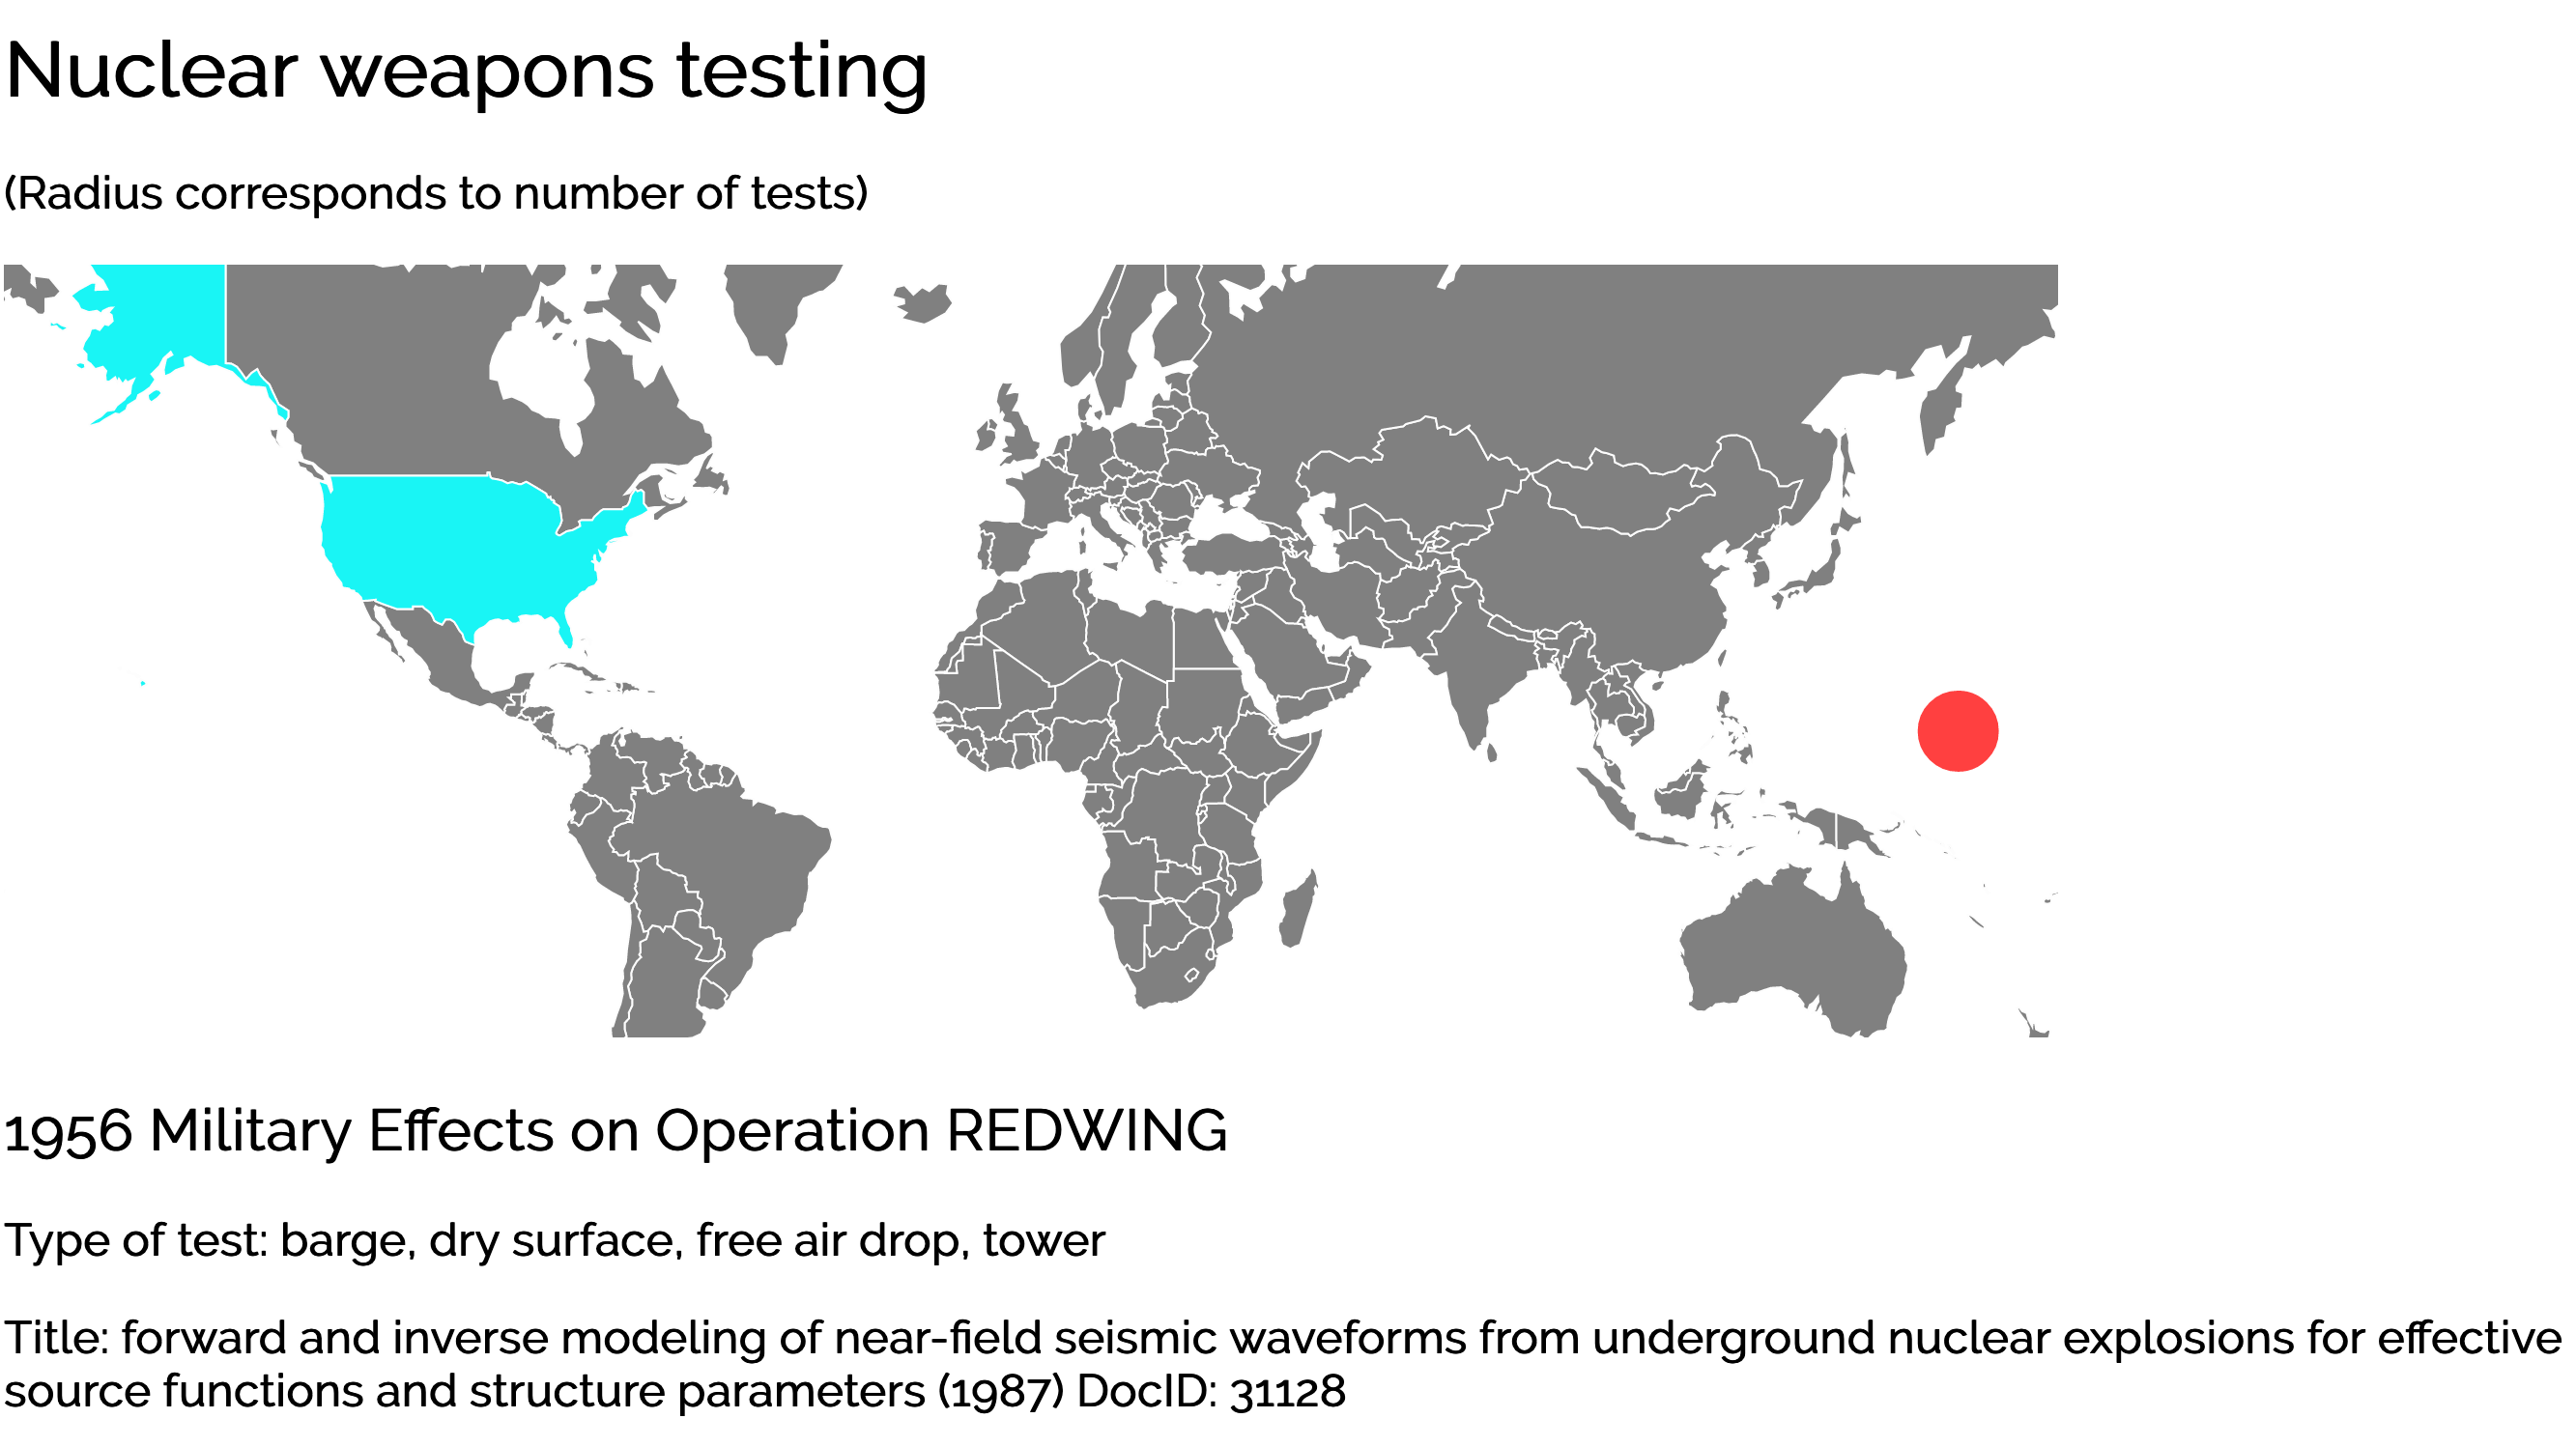 Nuclear weapons testing
(Radius corresponds to number of tests)
1956 Military Effects on Operation REDWING
Type of test: barge, dry surface, free air drop, tower
Title: forward and inverse modeling of near-field seismic waveforms from underground nuclear explosions for effective
source functions and structure parameters (1987) DocID: 31128